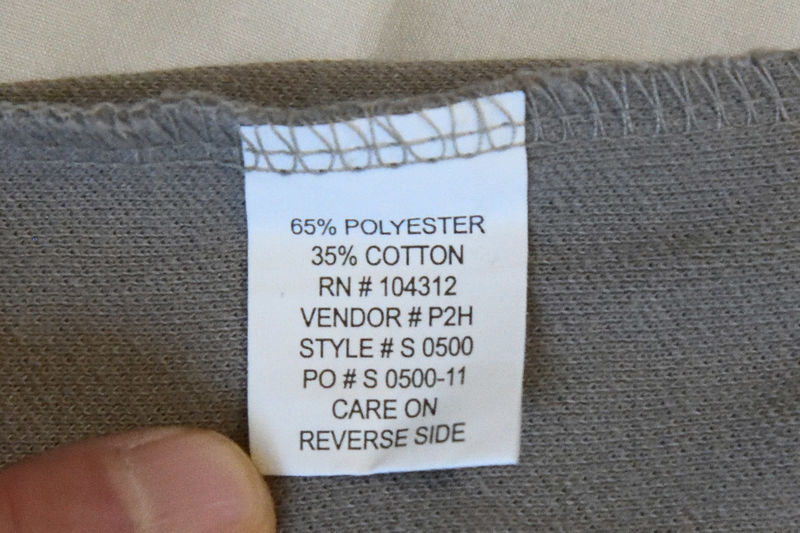 65% POLYESTER
35% COTTON
RN # 104312
VENDOR # P2H
STYLE # S 0500
PO # S 0500-11
CARE ON
REVERSE SIDE